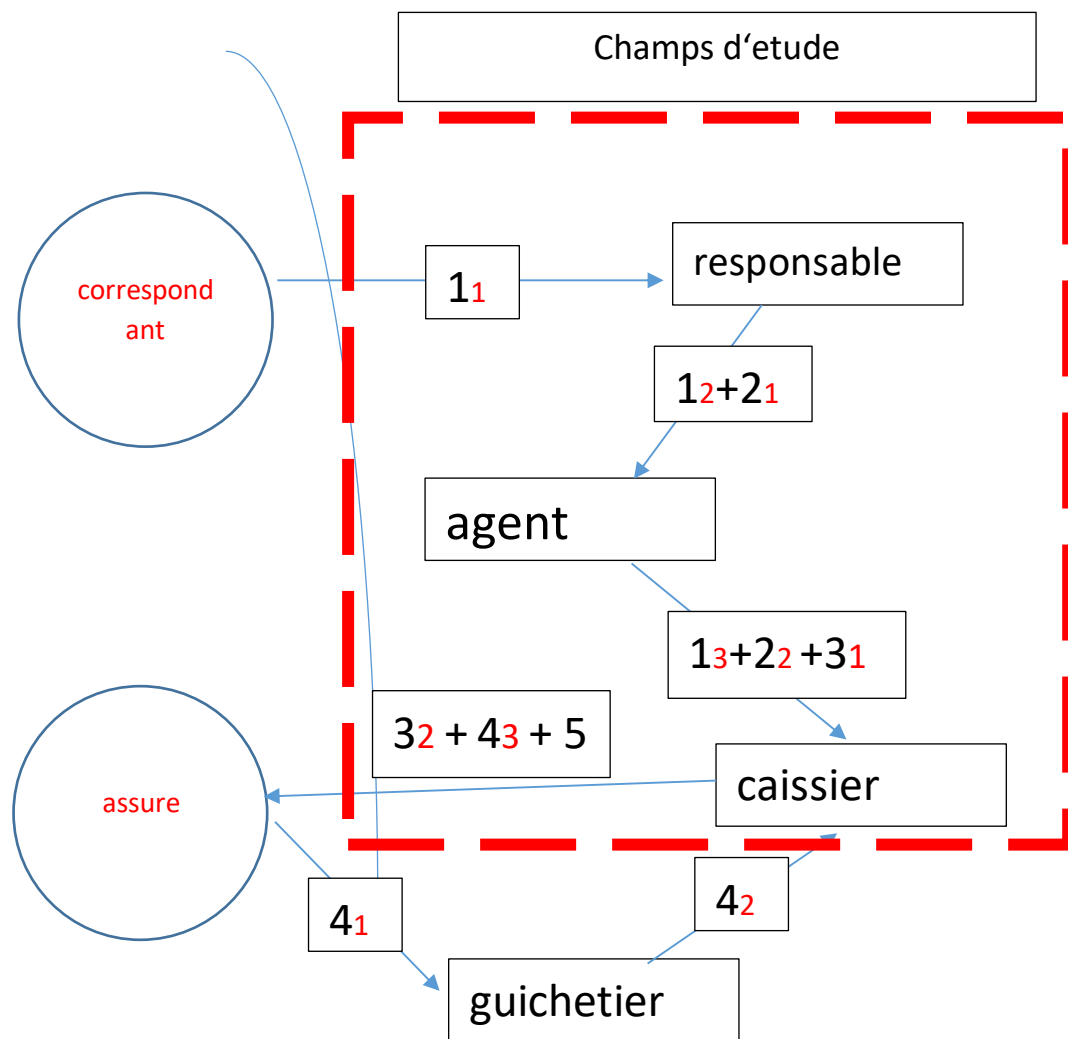 Champs d‘etude
correspond
ant
11
responsable
12+21
agent
13+22 +31
32 + 43 + 5
caissier
assure
41
42
guichetier